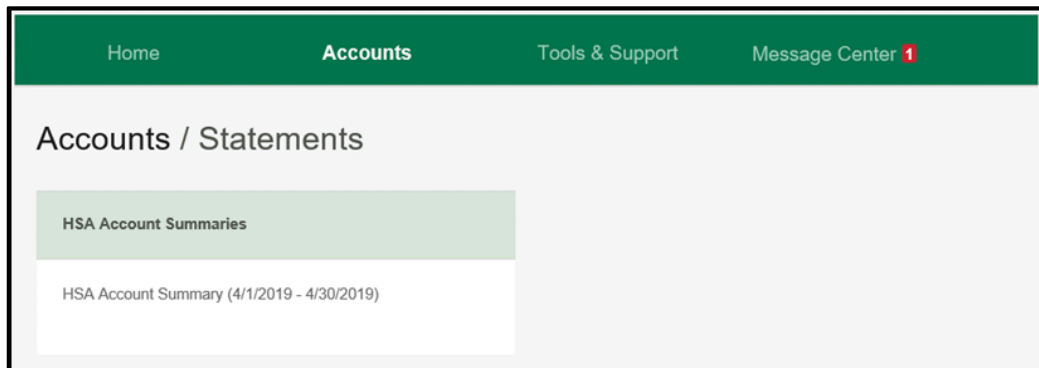 Home Accounts Tools & Support Message Center 1
Accounts / Statements
HSA Account Summaries
HSA Account Summary (4/1/2019 - 4/30/2019)